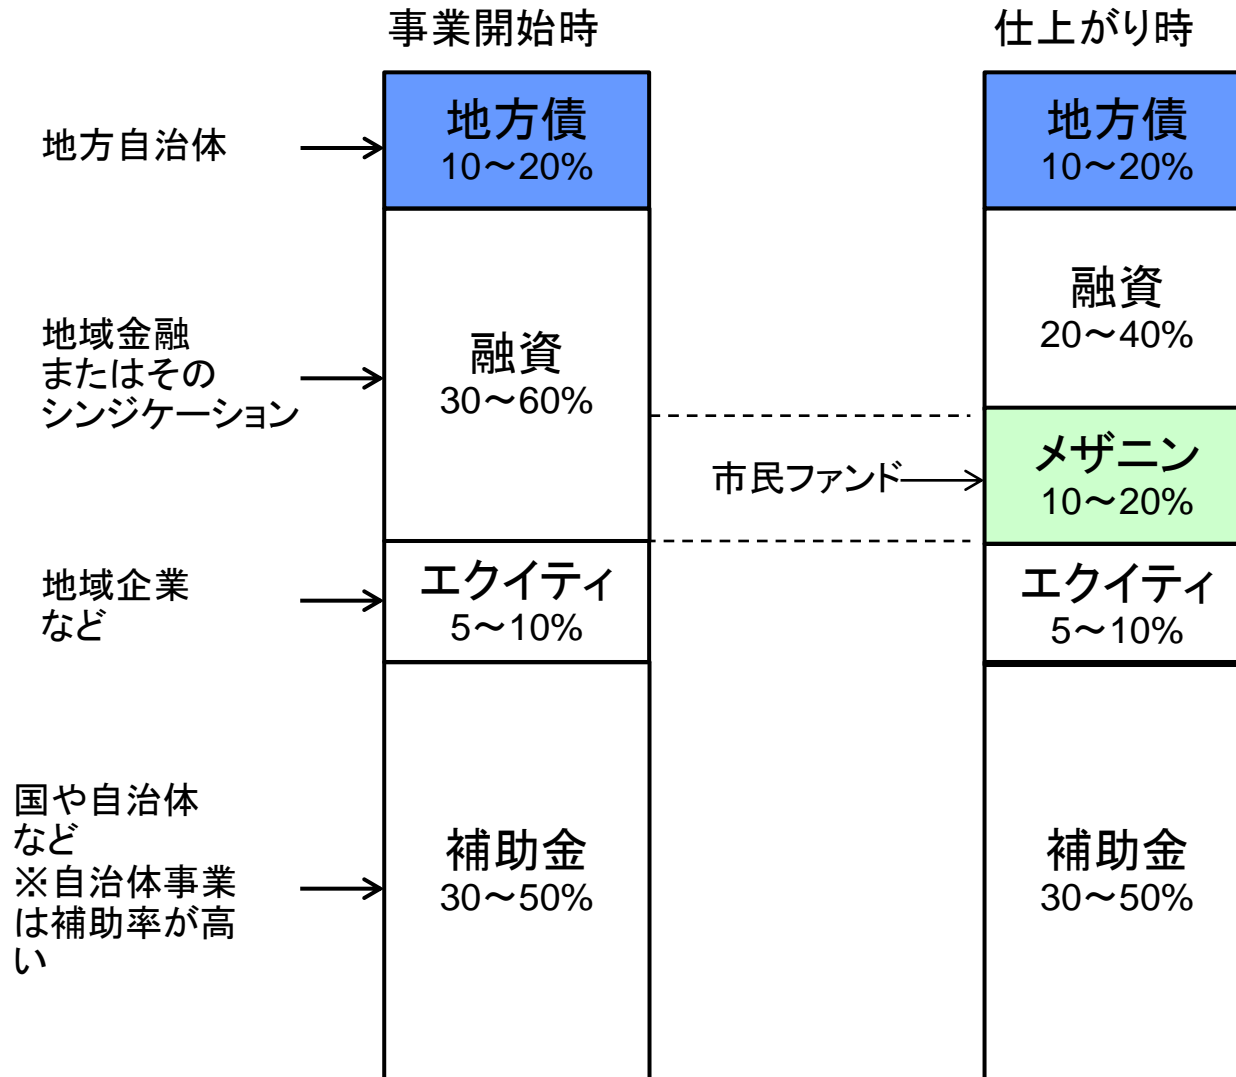 事業開始時
仕上がり時
地方自治体
地方債
10～20%
地方債
10～20%
地域金融
またはその
シンジケーション
融資
30～60%
融資
20～40%
市民ファンド
メザニン
10～20%
地域企業
など
エクイティ
5～10%
エクイティ
5～10%
国や自治体
など
※自治体事業
は補助率が高
い
補助金
30～50%
補助金
30～50%